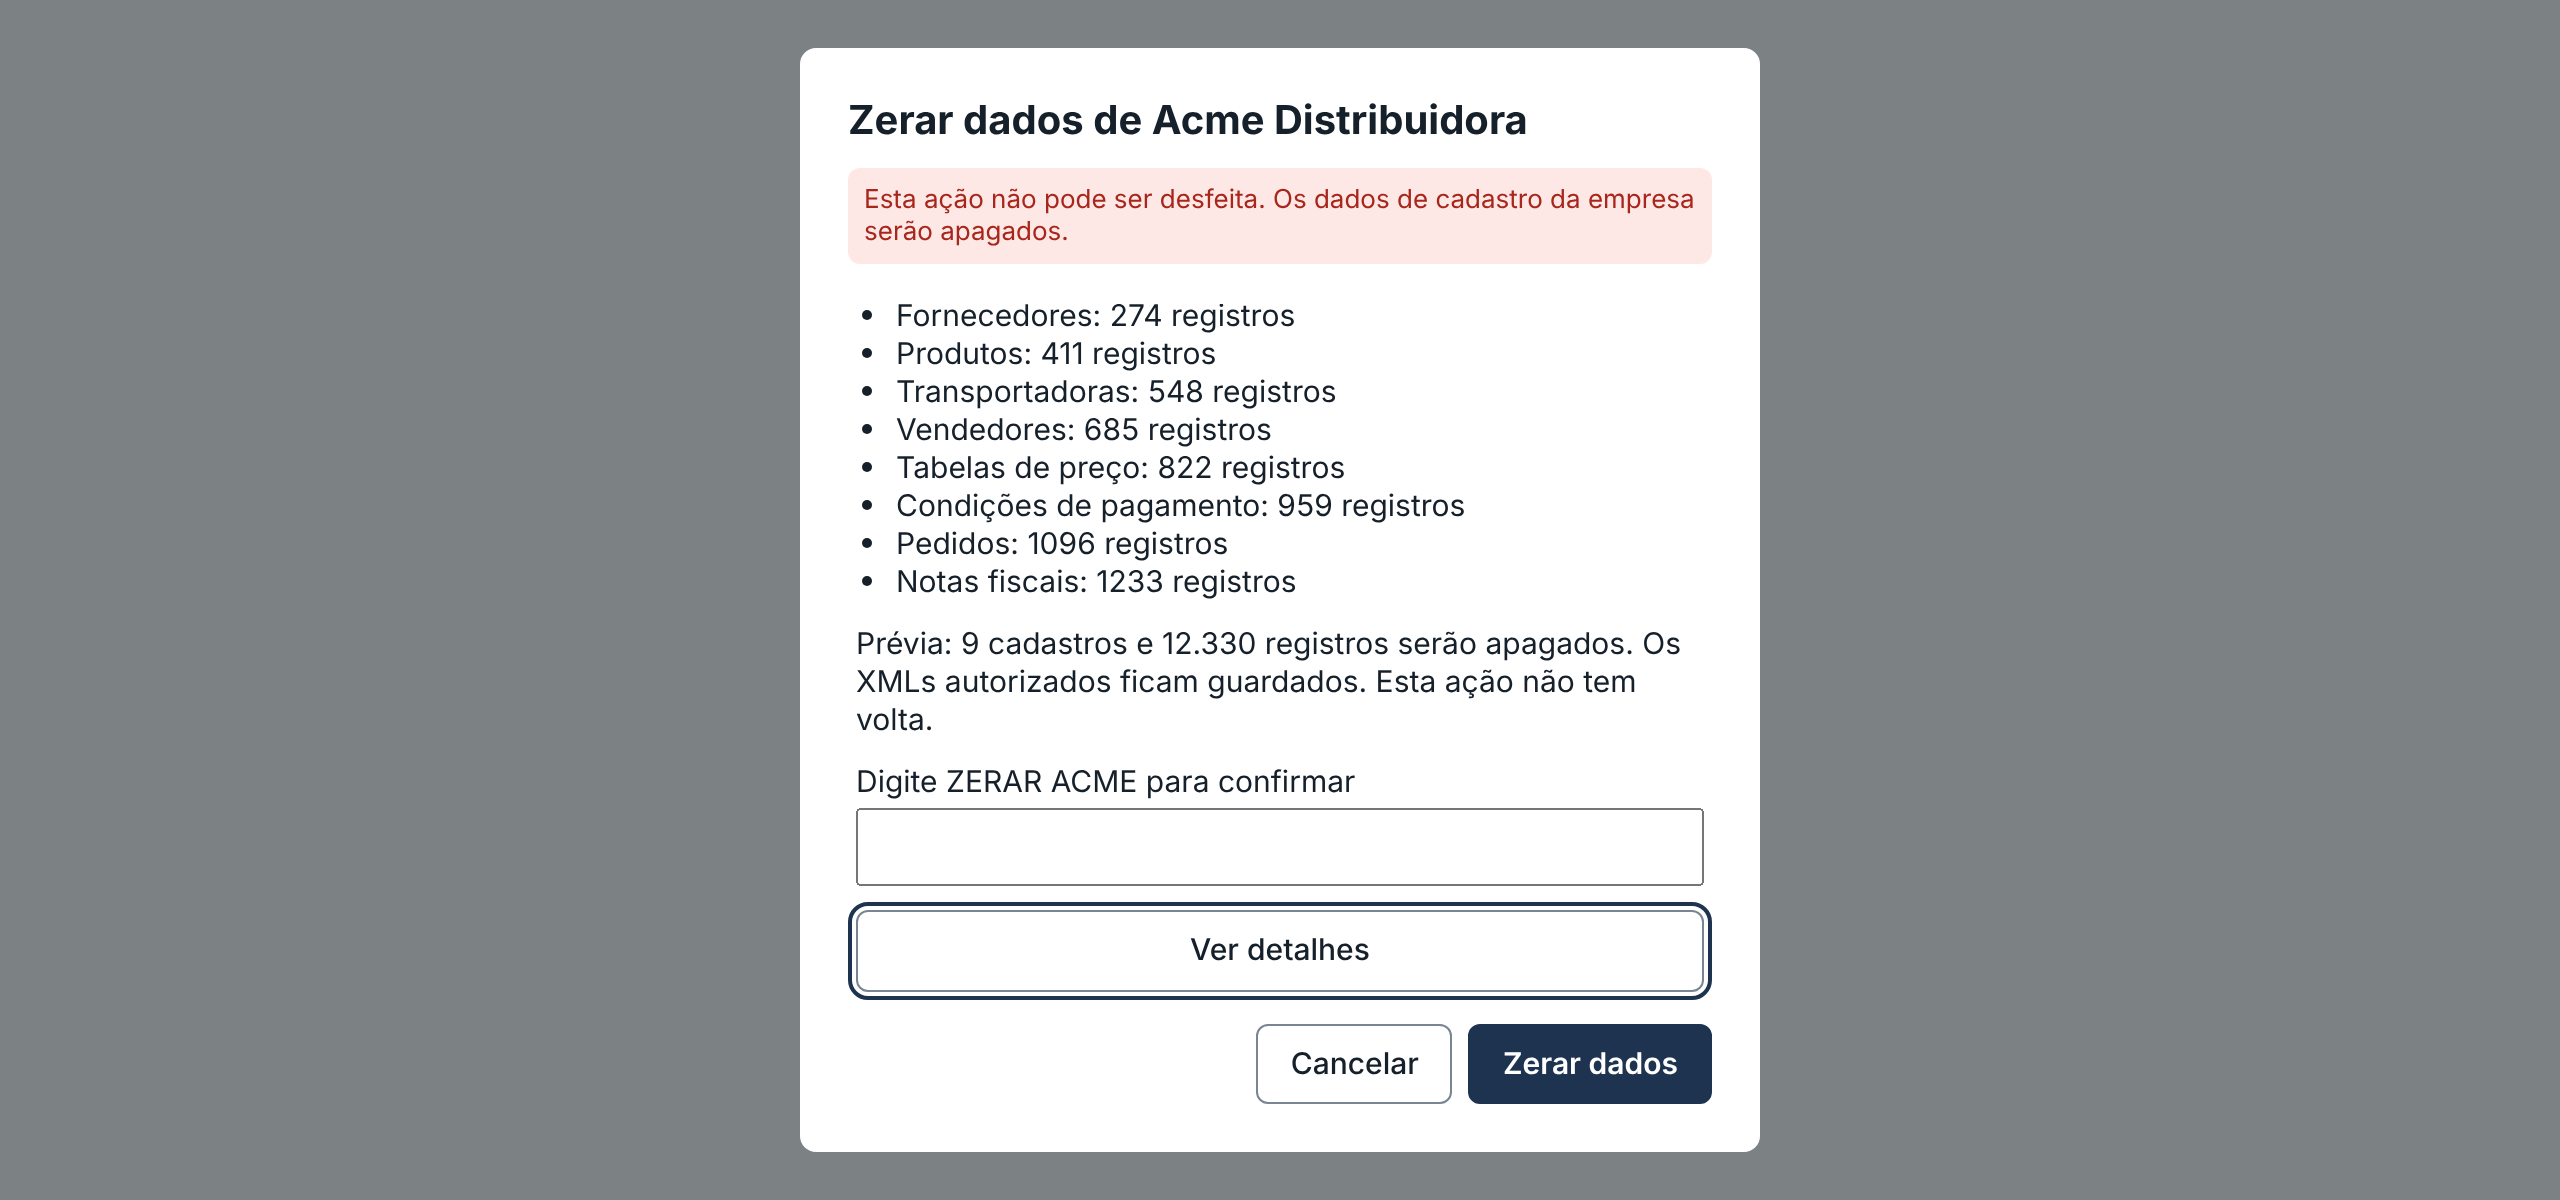 Zerar dados de Acme Distribuidora
Esta ação não pode ser desfeita. Os dados de cadastro da empresa
serão apagados.
• Fornecedores: 274 registros
• Produtos: 411 registros
• Transportadoras: 548 registros
• Vendedores: 685 registros
• Tabelas de preço: 822 registros
• Condições de pagamento: 959 registros
• Pedidos: 1096 registros
• Notas fiscais: 1233 registros
Prévia: 9 cadastros e 12.330 registros serão apagados. Os
XMLs autorizados ficam guardados. Esta ação não tem
volta.
Digite ZERAR ACME para confirmar
Ver detalhes
Cancelar
Zerar dados